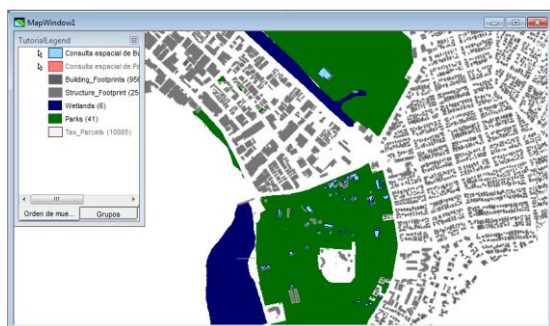 MapWindow1
TutorialLegend
Consulta espacial de Bu
Consulta espacial de Pa
Building_Footprints (956
Structure_Footprint (25
Wetlands (6)
Parks (41)
Tax_Parcels (10885)
Orden de mue...
Grupos